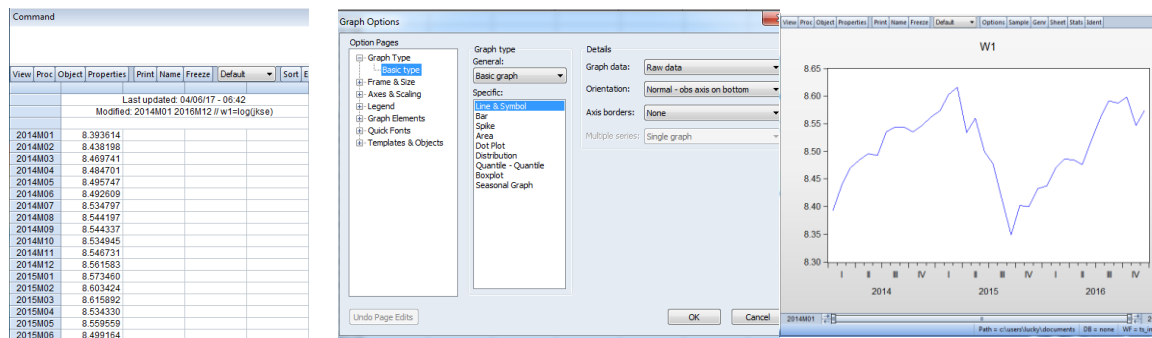 Command
View Proc Object Properties Print Name Freeze Default Sort E
Last updated: 04/06/17 - 06:42
Modified: 2014M01 2016M12 // w1=log(jkse)
2014M01 8.393614
2014M02 8.438198
2014M03 8.469741
2014M04 8.484701
2014M05 8.495747
2014M06 8.492609
2014M07 8.534797
2014M08 8.544197
2014M09 8.544337
2014M10 8.534945
2014M11 8.546731
2014M12 8.561583
2015M01 8.573460
2015M02 8.603424
2015M03 8.615892
2015M04 8.534330
2015M05 8.559559
2015M06 8.499164
Graph Options
Option Pages
Graph Type
Basic type
Frame & Size
Axes & Scaling
Legend
Graph Elements
Quick Fonts
Templates & Objects
Undo Page Edits
Graph type
General:
Basic graph
Specific:
Line & Symbol
Bar
Spike
Area
Dot Plot
Distribution
Quantile - Quantile
Boxplot
Seasonal Graph
Details
Graph data: Raw data
Orientation: Normal - obs axis on bottom
Axis borders: None
Multiple series: Single graph
OK Cancel
View Proc Object Properties Print Name Freeze Default Options Sample Genr Sheet Stats Ident
W1
8.65
8.60
8.55
8.50
8.45
8.40
8.35
8.30
I II III IV I II III IV I II III IV
2014 2015 2016
2014M01 2
Path = c:\users\lucky\documents DB = none WF = ts_in